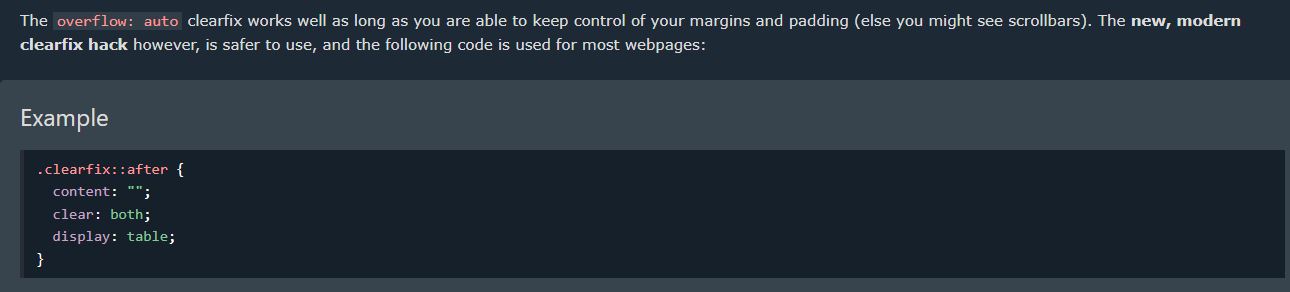 The overflow: auto clearfix works well as long as you are able to keep control of your margins and padding (else you might see scrollbars). The new, modern
clearfix hack however, is safer to use, and the following code is used for most webpages:
Example
.clearfix::after {
  content: "";
  clear: both;
  display: table;
}